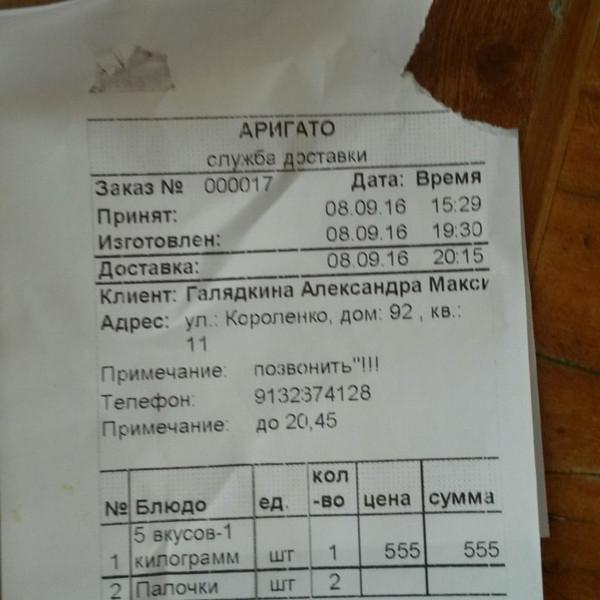 АРИГАТО
служба доставки
Заказ № 000017 Дата: Время
Принят: 08.09.16 15:29
Изготовлен: 08.09.16 19:30
Доставка: 08.09.16 20:15
Клиент: Галядкина Александра Макси
Адрес: ул.: Короленко, дом: 92 , кв.:
11
Примечание: позвонить"!!!
Телефон: 9132374128
Примечание: до 20,45
№ Блюдо ед. кол -во цена сумма
5 вкусов-1
1 килограмм шт 1 555 555
2 Палочки шт 2